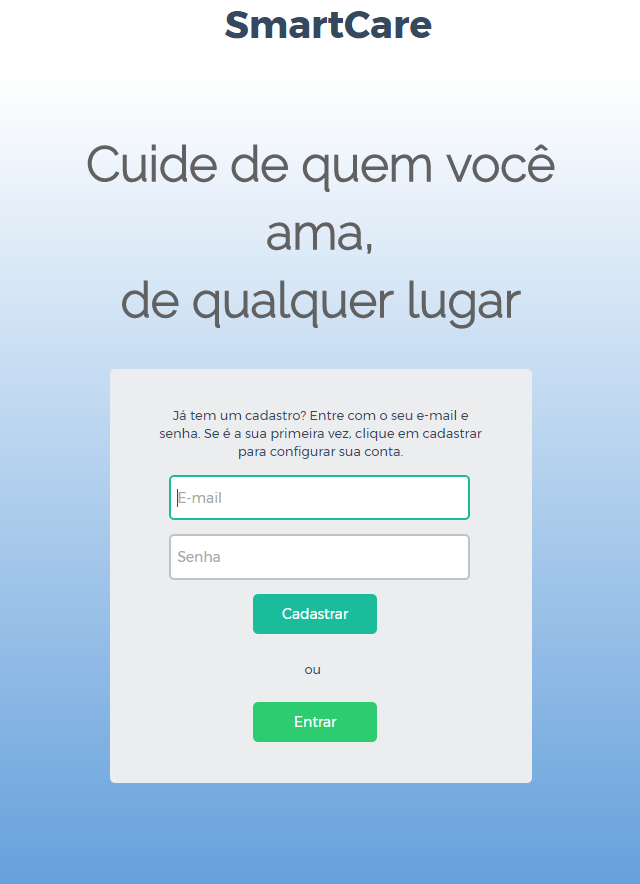 SmartCare
Cuide de quem você
ama,
de qualquer lugar
Já tem um cadastro? Entre com o seu e-mail e
senha. Se é a sua primeira vez, clique em cadastrar
para configurar sua conta.
E-mail
Senha
Cadastrar
ou
Entrar